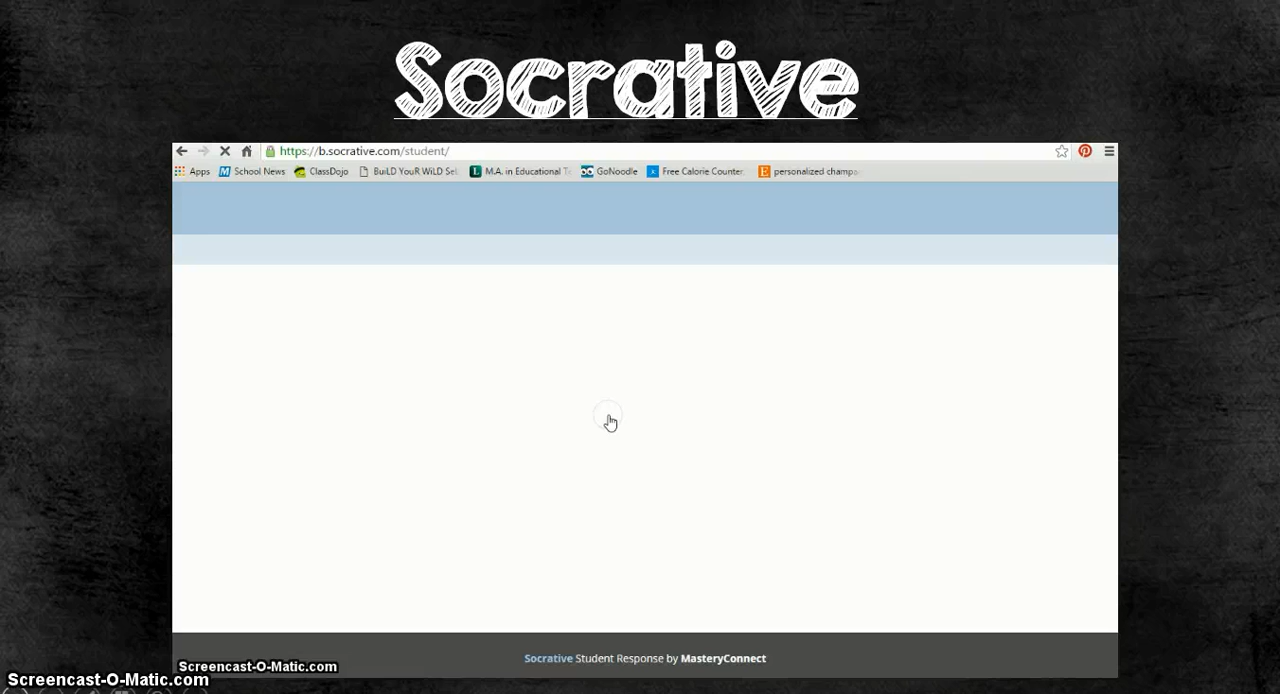 Socrative
https://b.socrative.com/student/
Apps School News ClassDojo BuiLD YouR WiLD Sel M.A. in Educational T GoNoodle Free Calorie Counter, personalized champa
Socrative Student Response by MasteryConnect
Screencast-O-Matic.com
Screencast-O-Matic.com